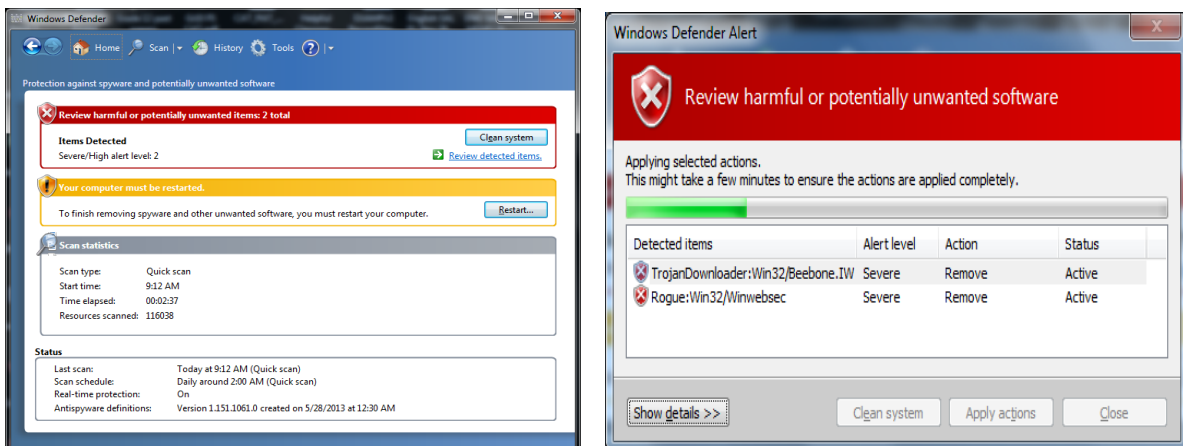 Windows Defender
Home Scan History Tools
Protection against spyware and potentially unwanted software
Review harmful or potentially unwanted items: 2 total
Items Detected
Clean system
Severe/High alert level: 2
Review detected items.
Your computer must be restarted.
To finish removing spyware and other unwanted software, you must restart your computer.
Restart...
Scan statistics
Scan type: Quick scan
Start time: 9:12 AM
Time elapsed: 00:02:37
Resources scanned: 116038
Status
Last scan: Today at 9:12 AM (Quick scan)
Scan schedule: Daily around 2:00 AM (Quick scan)
Real-time protection: On
Antispyware definitions: Version 1.151.1061.0 created on 5/28/2013 at 12:30 AM
Windows Defender Alert
Review harmful or potentially unwanted software
Applying selected actions.
This might take a few minutes to ensure the actions are applied completely.
Detected items Alert level Action Status
TrojanDownloader:Win32/Beebone.IW Severe Remove Active
Rogue:Win32/Winwebsec Severe Remove Active
Show details >> Clean system Apply actions Close